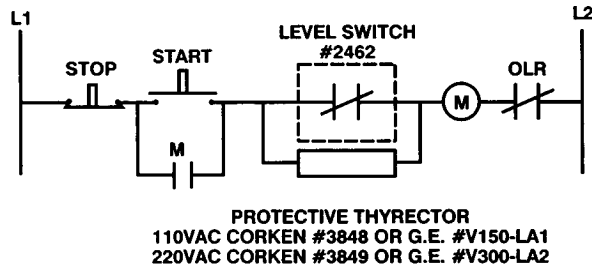 L1
L2
LEVEL SWITCH
#2462
STOP
START
OLR
M
M
PROTECTIVE THYRECTOR
110VAC CORKEN #3848 OR G.E. #V150-LA1
220VAC CORKEN #3849 OR G.E. #V300-LA2